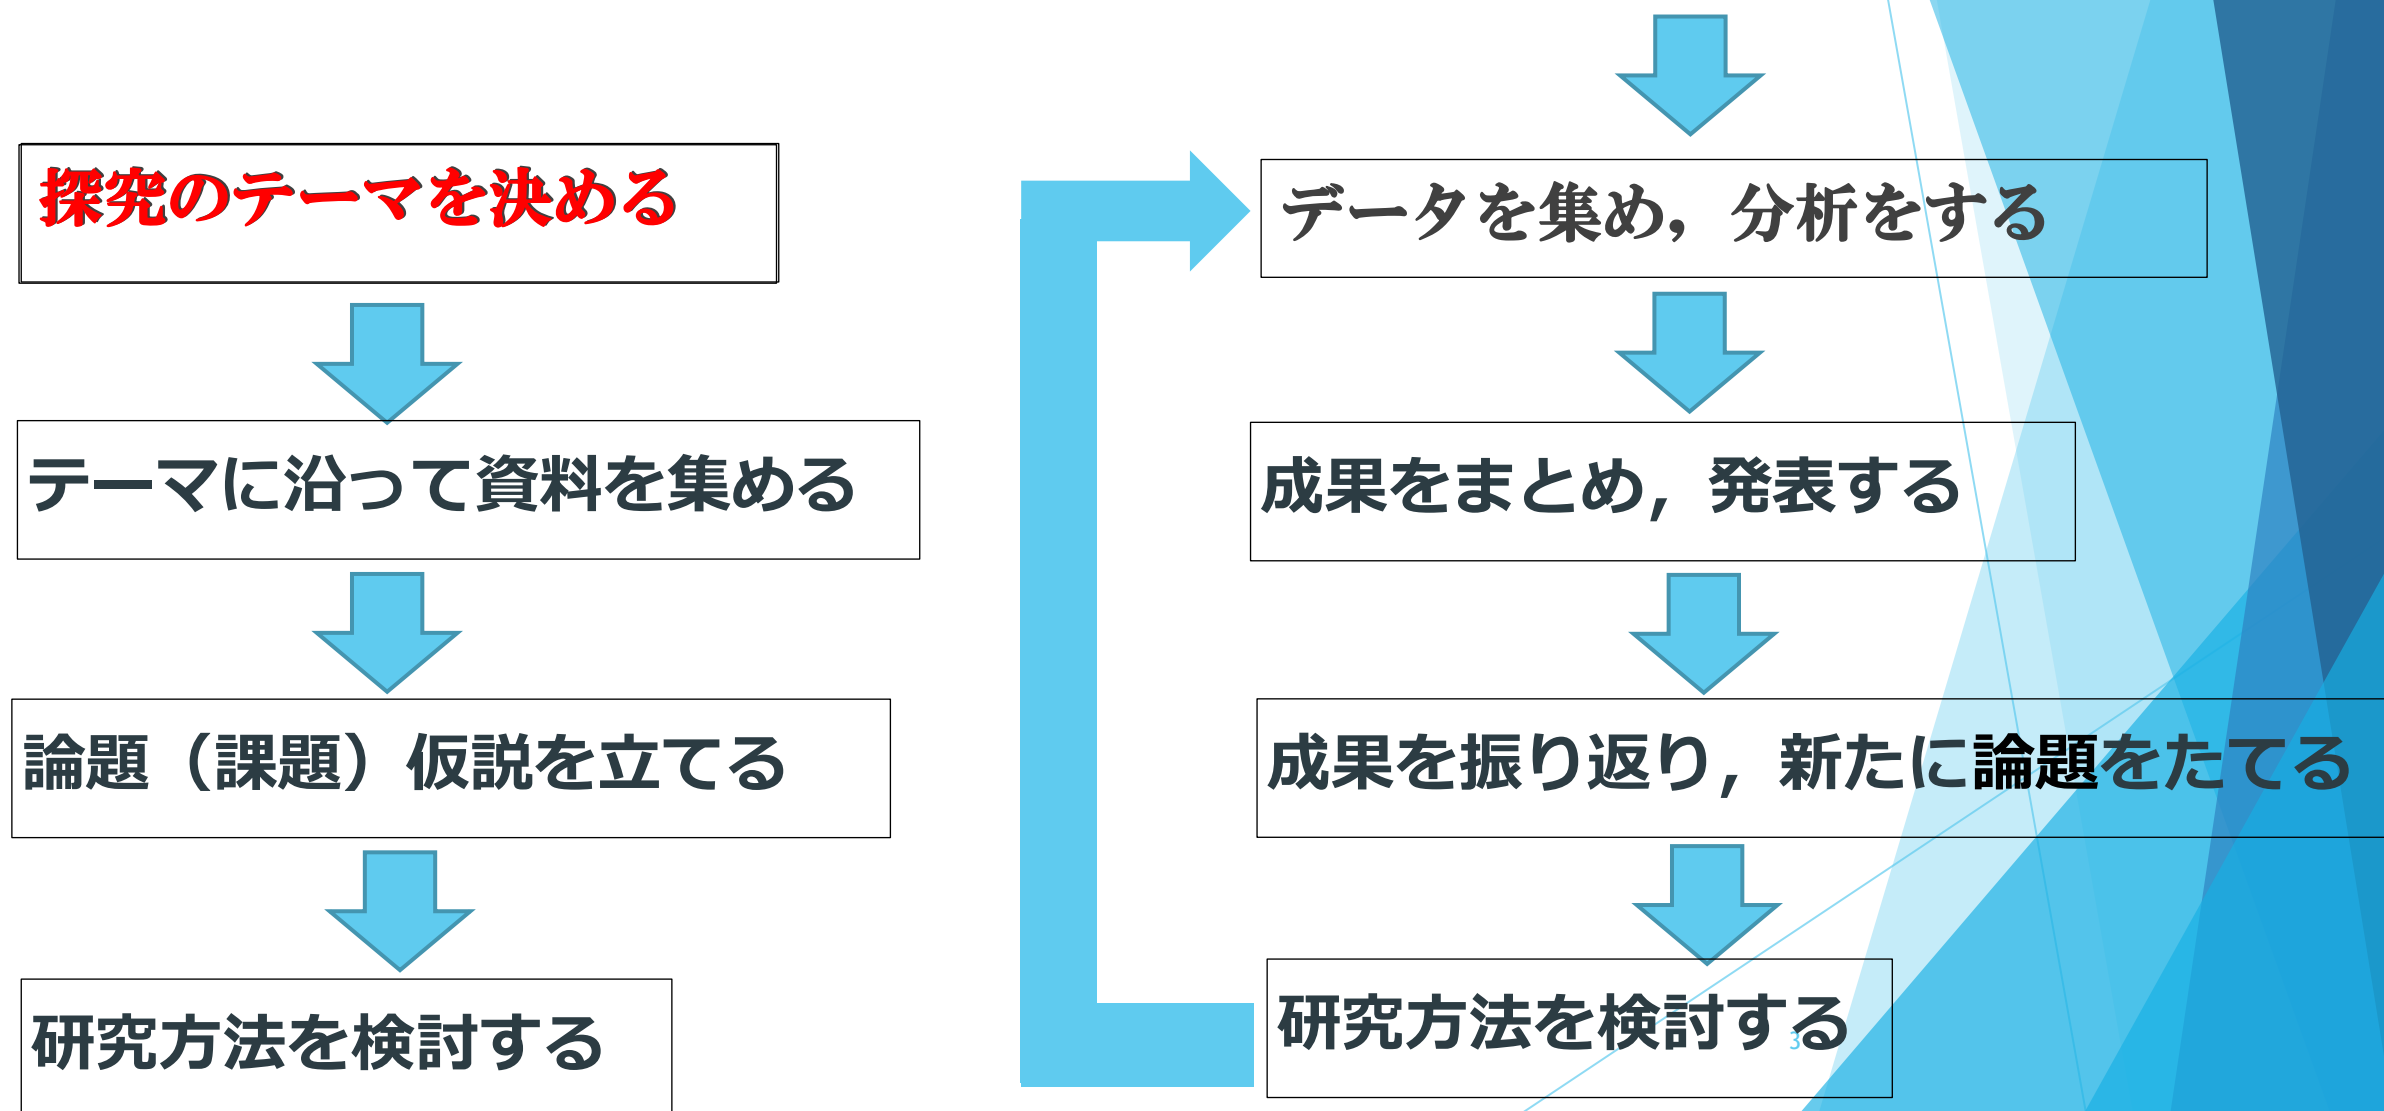 探究のテーマを決める
テーマに沿って資料を集める
論題（課題）仮説を立てる
研究方法を検討する
データを集め，分析をする
成果をまとめ，発表する
成果を振り返り，新たに論題をたてる
研究方法を検討する
3